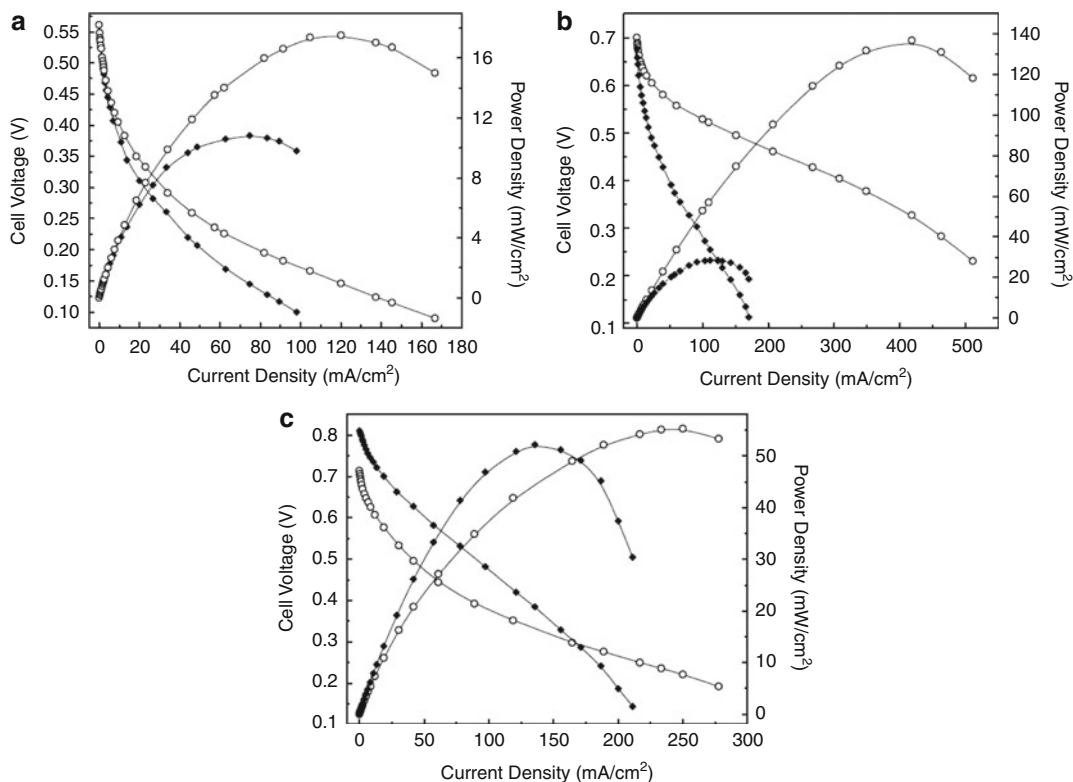 a
0.55
0.50
0.45
0.40
0.35
0.30
0.25
0.20
0.15
0.10
Cell Voltage (V)
16
12
8
4
0
Power Density (mW/cm²)
0 20 40 60 80 100 120 140 160 180
Current Density (mA/cm²)
b
0.7
0.6
0.5
0.4
0.3
0.2
0.1
Cell Voltage (V)
140
120
100
80
60
40
20
0
Power Density (mW/cm²)
0 100 200 300 400 500
Current Density (mA/cm²)
c
0.8
0.7
0.6
0.5
0.4
0.3
0.2
0.1
Cell Voltage (V)
50
40
30
20
10
0
Power Density (mW/cm²)
0 50 100 150 200 250 300
Current Density (mA/cm²)